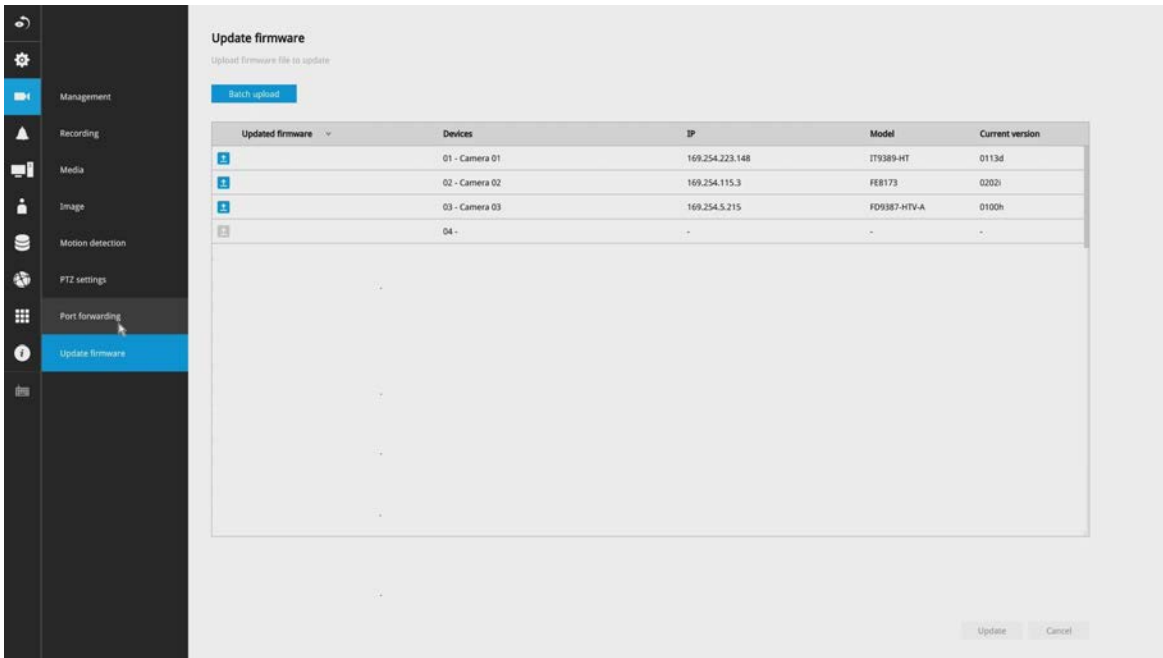 Update firmware
Upload firmware file to update
Batch upload
Management
Recording
Media
Image
Motion detection
PTZ settings
Port forwarding
Update firmware
Updated firmware Devices IP Model Current version
01 - Camera 01 169.254.223.148 IT9389-HT 0113d
02 - Camera 02 169.254.115.3 FE8173 0202i
03 - Camera 03 169.254.5.215 FD9387-HTV-A 0100h
04 - - - -
Update Cancel